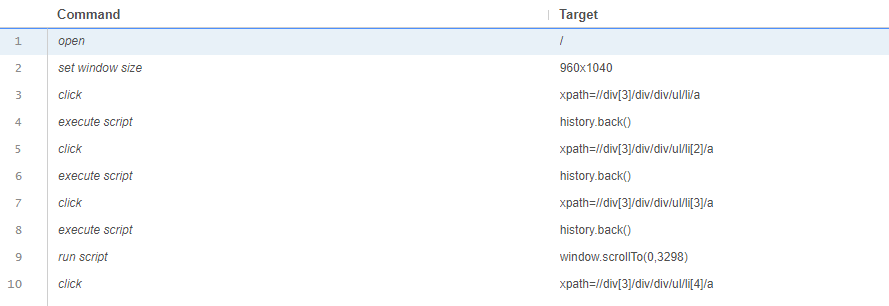 Command Target
1 open /
2 set window size 960x1040
3 click xpath=//div[3]/div/div/ul/li/a
4 execute script history.back()
5 click xpath=//div[3]/div/div/ul/li[2]/a
6 execute script history.back()
7 click xpath=//div[3]/div/div/ul/li[3]/a
8 execute script history.back()
9 run script window.scrollTo(0,3298)
10 click xpath=//div[3]/div/div/ul/li[4]/a